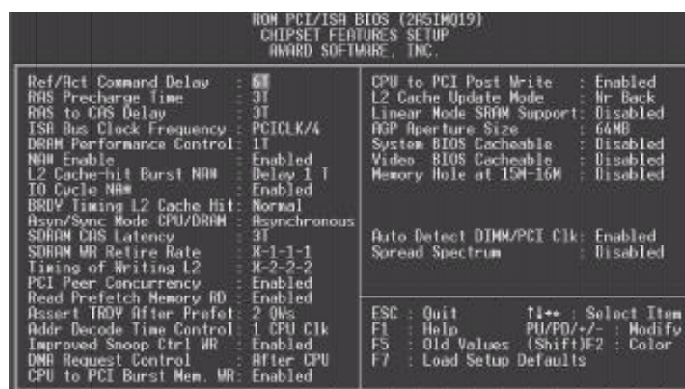 ROM PCI/ISA BIOS (2A5IMQ19)
CHIPSET FEATURES SETUP
AWARD SOFTWARE, INC.
Ref/Act Command Delay : 6T
RAS Precharge Time : 3T
RAS to CAS Delay : 3T
ISA Bus Clock Frequency : PCICLK/4
DRAM Performance Control: 1T
NA# Enable : Enabled
L2 Cache-hit Burst NA# : Delay 1 T
IO Cycle NA# : Enabled
BRDY Timing L2 Cache Hit: Normal
Asyn/Sync Mode CPU/DRAM : Asynchronous
SDRAM CAS Latency : 3T
SDRAM WR Retire Rate : X-1-1-1
Timing of Writing L2 : X-2-2-2
PCI Peer Concurrency : Enabled
Read Prefetch Memory RD : Enabled
Assert TRDY After Prefet: 2 QWs
Addr Decode Time Control: 1 CPU Clk
Improved Snoop Ctrl WR : Enabled
DMA Request Control : After CPU
CPU to PCI Burst Mem. WR: Enabled
CPU to PCI Post Write : Enabled
L2 Cache Update Mode : Wr Back
Linear Mode SRAM Support: Disabled
AGP Aperture Size : 64MB
System BIOS Cacheable : Disabled
Video BIOS Cacheable : Disabled
Memory Hole at 15M-16M : Disabled
Auto Detect DIMM/PCI Clk: Enabled
Spread Spectrum : Disabled
ESC : Quit ↑↓→← : Select Item
F1 : Help PU/PD/+/- : Modify
F5 : Old Values (Shift)F2 : Color
F7 : Load Setup Defaults